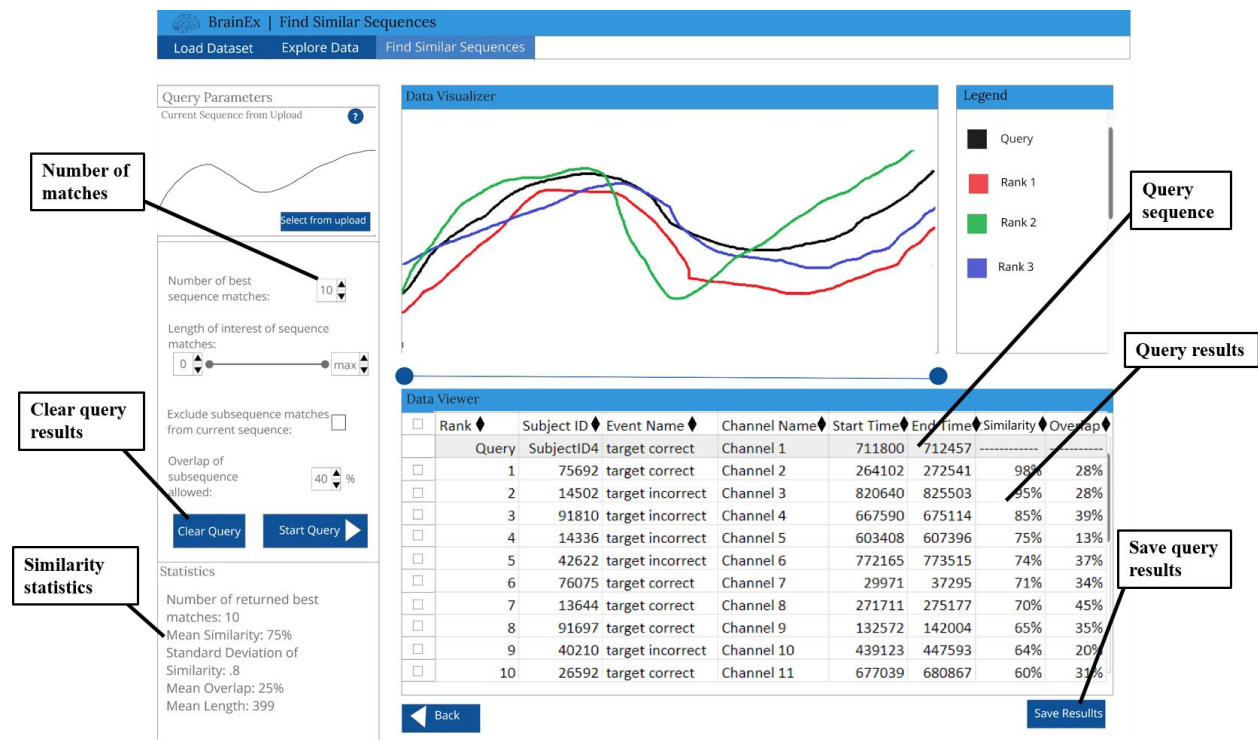 BrainEx | Find Similar Sequences
Load Dataset Explore Data Find Similar Sequences
Query Parameters
Current Sequence from Upload ?
Select from upload
Number of
matches
Number of best
sequence matches: 10
Length of interest of sequence
matches:
0 max
Exclude subsequence matches
from current sequence:
Overlap of
subsequence
allowed: 40 %
Clear query
results
Clear Query Start Query
Similarity
statistics
Statistics
Number of returned best
matches: 10
Mean Similarity: 75%
Standard Deviation of
Similarity: .8
Mean Overlap: 25%
Mean Length: 399
Data Visualizer
Legend
Query
Rank 1
Rank 2
Rank 3
Query
sequence
Query results
Save query
results
Data Viewer
Rank Subject ID Event Name Channel Name Start Time End Time Similarity Overlap
Query SubjectID4 target correct Channel 1 711800 712457 ------------ -----------
1 75692 target correct Channel 2 264102 272541 98% 28%
2 14502 target incorrect Channel 3 820640 825503 95% 28%
3 91810 target incorrect Channel 4 667590 675114 85% 39%
4 14336 target incorrect Channel 5 603408 607396 75% 13%
5 42622 target incorrect Channel 6 772165 773515 74% 37%
6 76075 target correct Channel 7 29971 37295 71% 34%
7 13644 target correct Channel 8 271711 275177 70% 45%
8 91697 target correct Channel 9 132572 142004 65% 35%
9 40210 target incorrect Channel 10 439123 447593 64% 20%
10 26592 target correct Channel 11 677039 680867 60% 31%
Back
Save Resullts